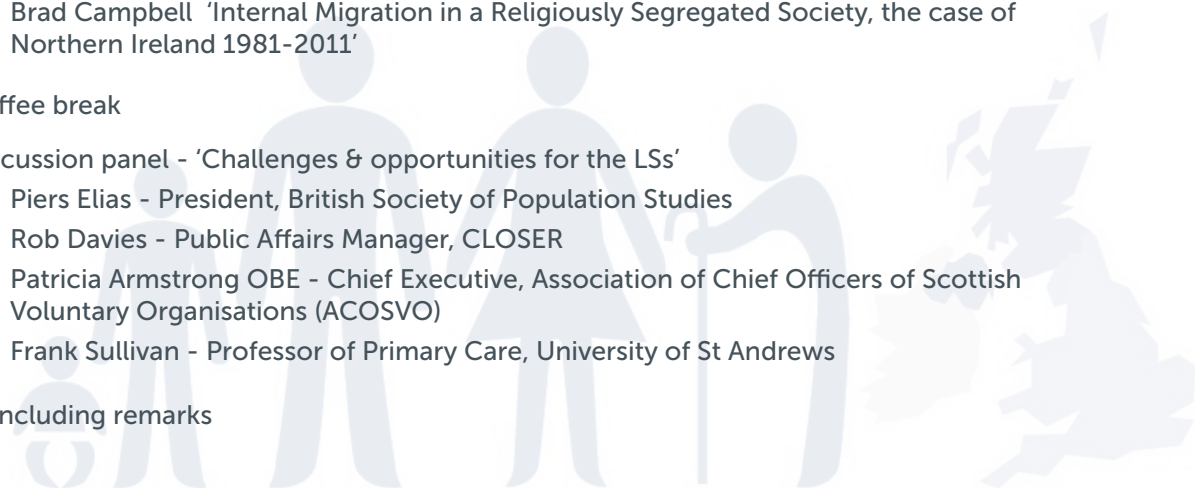 Brad Campbell ‘Internal Migration in a Religiously Segregated Society, the case of
Northern Ireland 1981-2011’
ffee break
cussion panel - ‘Challenges & opportunities for the LSs’
Piers Elias - President, British Society of Population Studies
Rob Davies - Public Affairs Manager, CLOSER
Patricia Armstrong OBE - Chief Executive, Association of Chief Officers of Scottish
Voluntary Organisations (ACOSVO)
Frank Sullivan - Professor of Primary Care, University of St Andrews
ncluding remarks